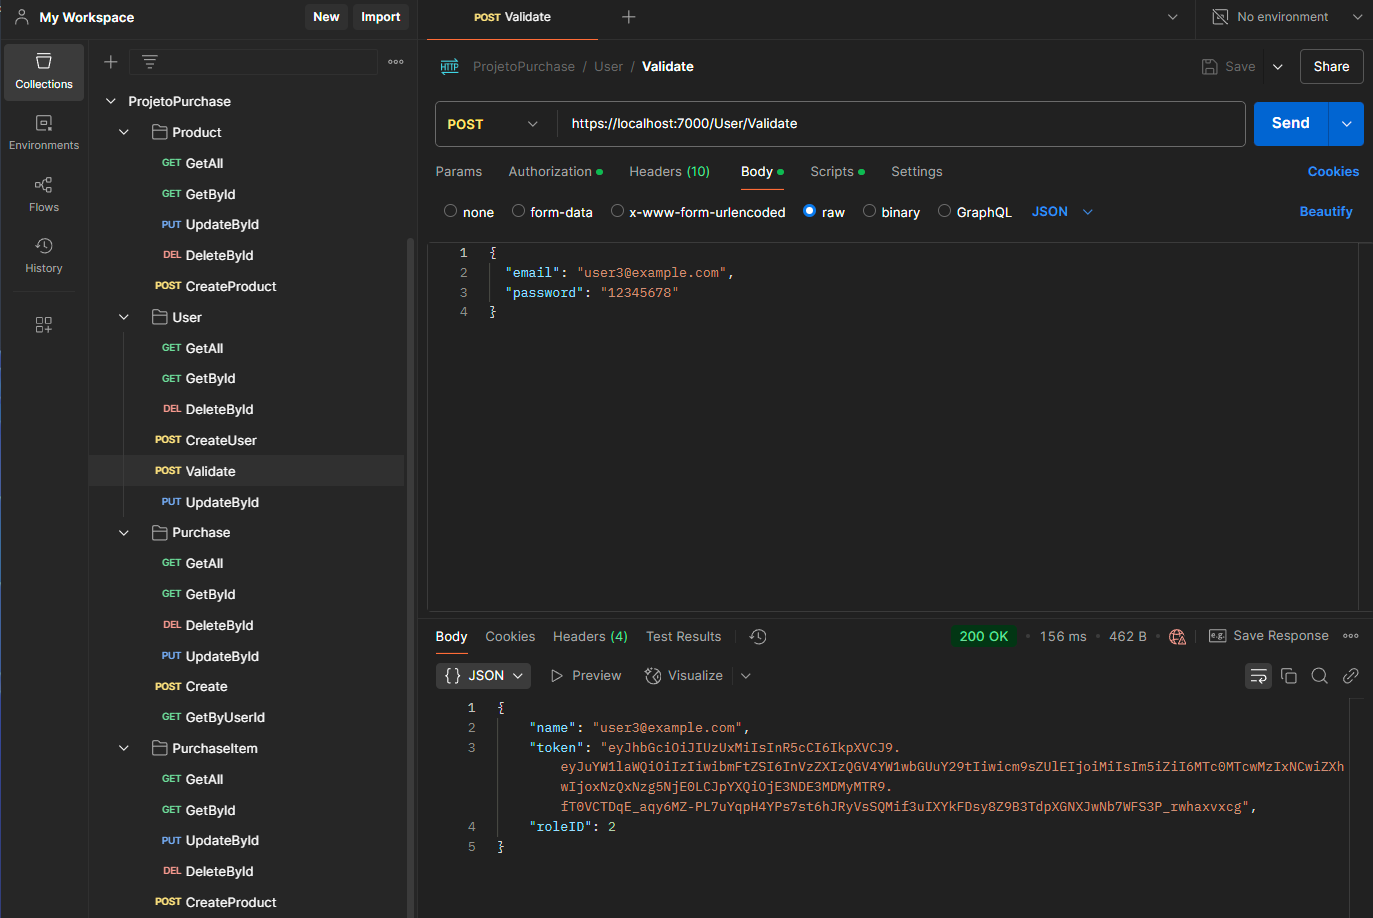 My Workspace
New
Import
POST Validate
No environment
Collections
Environments
Flows
History
ProjetoPurchase
Product
GET GetAll
GET GetById
PUT UpdateById
DEL DeleteById
POST CreateProduct
User
GET GetAll
GET GetById
DEL DeleteById
POST CreateUser
POST Validate
PUT UpdateById
Purchase
GET GetAll
GET GetById
DEL DeleteById
PUT UpdateById
POST Create
GET GetByUserId
PurchaseItem
GET GetAll
GET GetById
PUT UpdateById
DEL DeleteById
POST CreateProduct
HTTP ProjetoPurchase / User / Validate
Save
Share
POST https://localhost:7000/User/Validate
Send
Params Authorization Headers (10) Body Scripts Settings Cookies
none form-data x-www-form-urlencoded raw binary GraphQL JSON Beautify
1 {
2 "email": "user3@example.com",
3 "password": "12345678"
4 }
Body Cookies Headers (4) Test Results 200 OK • 156 ms • 462 B • e.g. Save Response
{} JSON Preview Visualize
1 {
2 "name": "user3@example.com",
3 "token": "eyJhbGciOiJIUzUxMiIsInR5cCI6IkpXVCJ9.
eyJuYW1laWQiOiIzIiwibmFtZSI6InVzZXIzQGV4YW1wbGUuY29tIiwicm9sZUlEIjoiMiIsIm5iZiI6MTc0MTcwMzIxNCwiZXh
wIjoxNzQxNzg5NjE0LCJpYXQiOjE3NDE3MDMyMTR9.
fT0VCTDqE_aqy6MZ-PL7uYqpH4YPs7st6hJRyVsSQMif3uIXYkFDsy8Z9B3TdpXGNXJwNb7WFS3P_rwhaxvxcg",
4 "roleID": 2
5 }